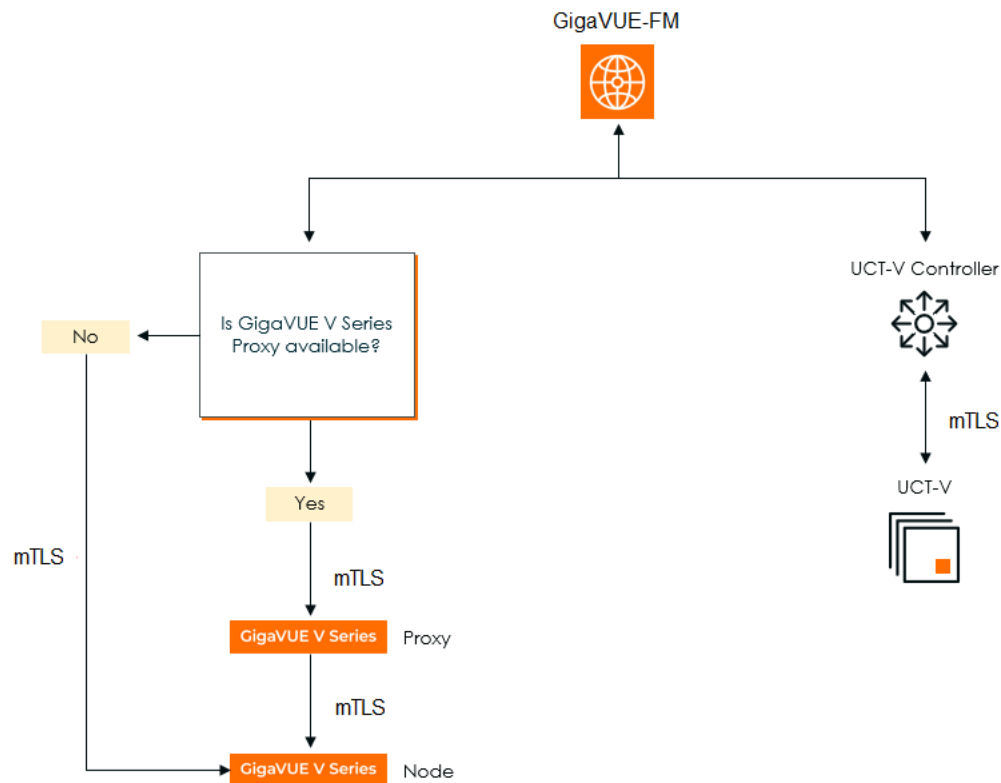 GigaVUE-FM
UCT-V Controller
Is GigaVUE V Series
Proxy available?
No
mTLS
UCT-V
Yes
mTLS
mTLS
GigaVUE V Series Proxy
mTLS
GigaVUE V Series Node